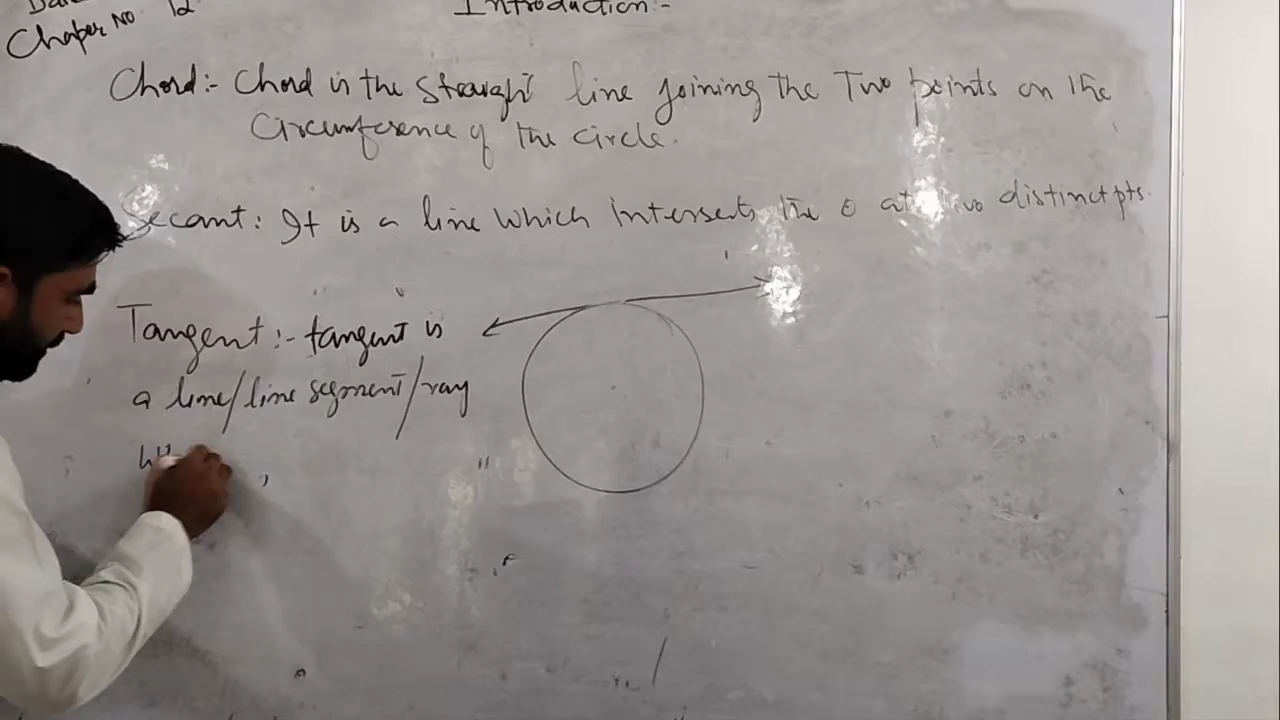 Introduction:-
Chapter No 12
Chord:- Chord is the straight line joining the Two points on the
Circumference of the circle.
Secant: It is a line which intersects the ⊙ at two distinct pts.
Tangent:- tangent is
a line/line segment/ray